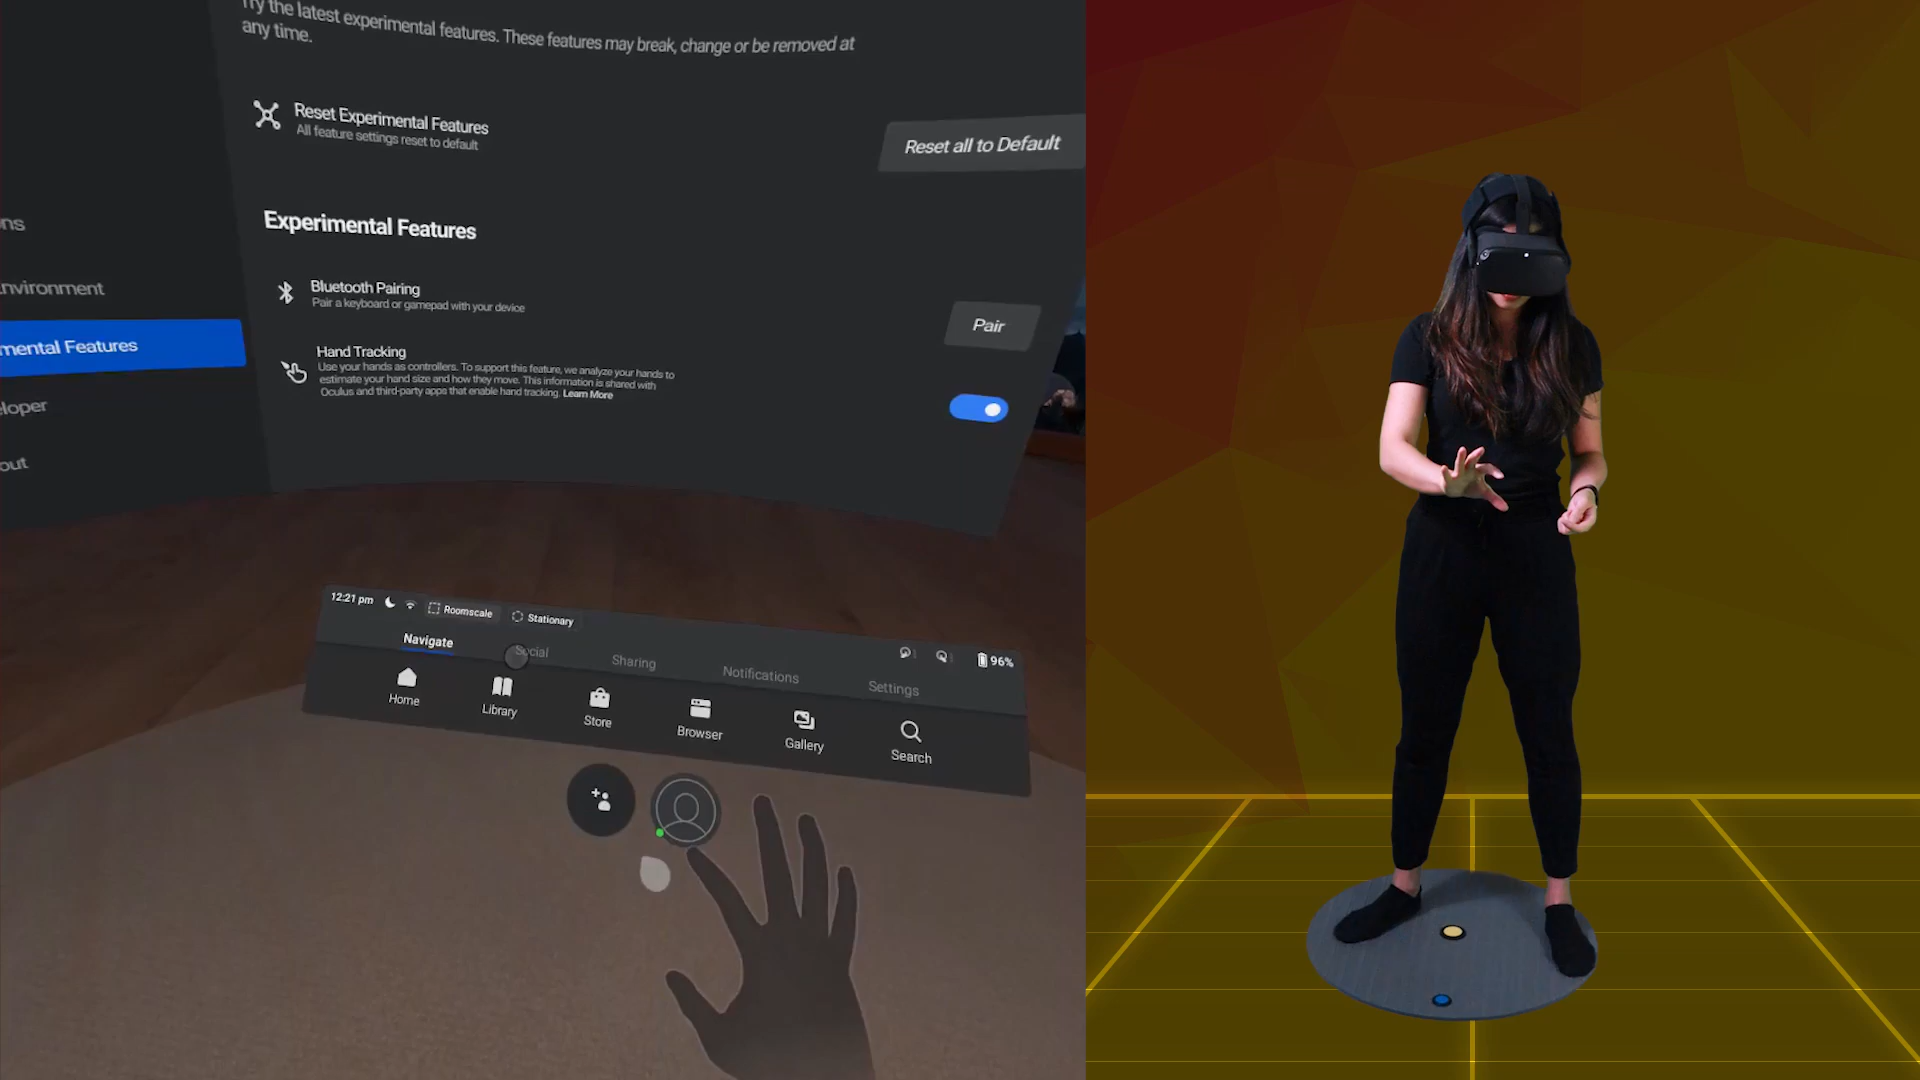 Try the latest experimental features. These features may break, change or be removed at
any time.
Reset Experimental Features
All feature settings reset to default
Reset all to Default
Experimental Features
ns
nvironment
mental Features
eloper
out
Bluetooth Pairing
Pair a keyboard or gamepad with your device
Pair
Hand Tracking
Use your hands as controllers. To support this feature, we analyze your hands to
estimate your hand size and how they move. This information is shared with
Oculus and third-party apps that enable hand tracking. Learn More
12:21 pm
Roomscale
Stationary
96%
Navigate
Social
Sharing
Notifications
Settings
Home
Library
Store
Browser
Gallery
Search